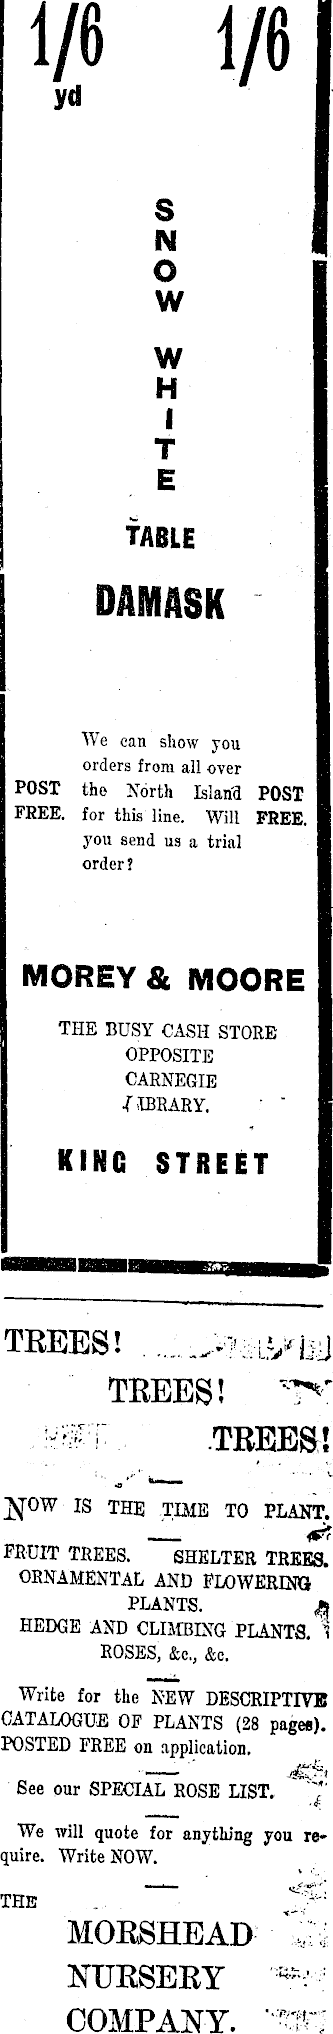 1/6 1/6
yd
SNOW
WHITE
TABLE
DAMASK
We can show you
orders from all over
POST the North Island POST
FREE. for this line. Will FREE.
you send us a trial
order?
MOREY & MOORE
THE BUSY CASH STORE
OPPOSITE
CARNEGIE
LIBRARY.
KING STREET
TREES!
TREES!
TREES!
NOW IS THE TIME TO PLANT.
FRUIT TREES. SHELTER TREES.
ORNAMENTAL AND FLOWERING
PLANTS.
HEDGE AND CLIMBING PLANTS.
ROSES, &c., &c.
Write for the NEW DESCRIPTIVE
CATALOGUE OF PLANTS (28 pages).
POSTED FREE on application.
See our SPECIAL ROSE LIST.
We will quote for anything you re-
quire. Write NOW.
THE
MORSHEAD
NURSERY
COMPANY.